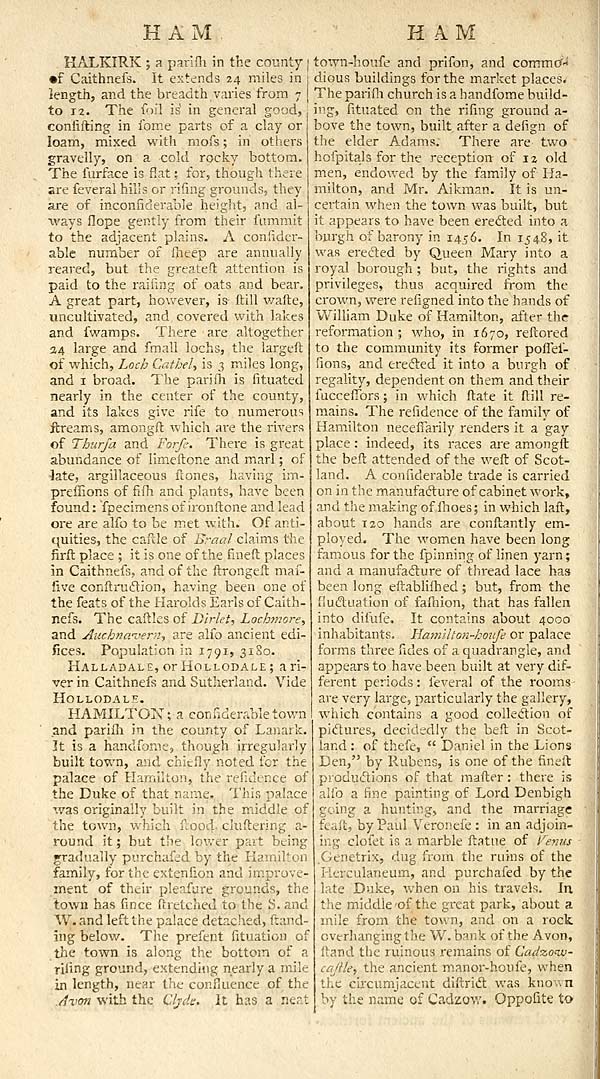 HAM
HALKIRK; a pariſh in the county
of Caithneſs. It extends 24 miles in
length, and the breadth varies from 7
to 12. The ſoil is in general good,
conſiſting in ſome parts of a clay or
loam, mixed with moſs; in others
gravelly, on a cold rocky bottom.
The ſurface is flat: for, though there
are ſeveral hills or riſing grounds, they
are of inconſiderable height, and al-
ways ſlope gently from their ſummit
to the adjacent plains. A conſider-
able number of ſheep are annually
reared, but the greateſt attention is
paid to the raiſing of oats and bear.
A great part, however, is ſtill waſte,
uncultivated, and covered with lakes
and ſwamps. There are altogether
24 large and ſmall lochs, the largeſt
of which, Loch Cathel, is 3 miles long,
and 1 broad. The pariſh is ſituated
nearly in the center of the county,
and its lakes give riſe to numerous
ſtreams, amongſt which are the rivers
of Thurſa and Forſe. There is great
abundance of limeſtone and marl; of
late, argillaceous ſtones, having im-
preſſions of fiſh and plants, have been
found: ſpecimens of ironſtone and lead
ore are alſo to be met with. Of anti-
quities, the caſtle of Braal claims the
firſt place; it is one of the fineſt places
in Caithneſs, and of the ſtrongeſt maſ-
ſive conſtruction, having been one of
the ſeats of the Harolds Earls of Caith-
neſs. The caſtles of Dirlet, Lochmore,
and Auchnavern, are alſo ancient edi-
fices. Population in 1791, 3180.
HALLADALE, or HOLLODALE; a ri-
ver in Caithneſs and Sutherland. Vide
HOLLODALE.
HAMILTON; a conſiderable town
and pariſh in the county of Lanark.
It is a handſome, though irregularly
built town, and chiefly noted for the
palace of Hamilton, the reſidence of
the Duke of that name. This palace
was originally built in the middle of
the town, which ſtood cluſtering a-
round it; but the lower part being
gradually purchaſed by the Hamilton
family, for the extenſion and improve-
ment of their pleaſure grounds, the
town has ſince ſtretched to the S. and
W. and left the palace detached, ſtand-
ing below. The preſent ſituation of
the town is along the bottom of a
riſing ground, extending nearly a mile
in length, near the confluence of the
Avon with the Clyde. It has a neat
HAM
town-houſe and priſon, and commo-
dious buildings for the market places.
The pariſh church is a handſome build-
ing, ſituated on the riſing ground a-
bove the town, built after a deſign of
the elder Adams. There are two
hoſpitals for the reception of 12 old
men, endowed by the family of Ha-
milton, and Mr. Aikman. It is un-
certain when the town was built, but
it appears to have been erected into a
burgh of barony in 1456. In 1548, it
was erected by Queen Mary into a
royal borough; but, the rights and
privileges, thus acquired from the
crown, were reſigned into the hands of
William Duke of Hamilton, after the
reformation; who, in 1670, reſtored
to the community its former poſſeſ-
ſions, and erected it into a burgh of
regality, dependent on them and their
ſucceſſors; in which ſtate it ſtill re-
mains. The reſidence of the family of
Hamilton neceſſarily renders it a gay
place: indeed, its races are amongſt
the beſt attended of the weſt of Scot-
land. A conſiderable trade is carried
on in the manufacture of cabinet work,
and the making of ſhoes; in which laſt,
about 120 hands are conſtantly em-
ployed. The women have been long
famous for the ſpinning of linen yarn;
and a manufacture of thread lace has
been long eſtabliſhed; but, from the
fluctuation of faſhion, that has fallen
into diſuſe. It contains about 4000
inhabitants. Hamilton-houſe or palace
forms three ſides of a quadrangle, and
appears to have been built at very dif-
ferent periods: ſeveral of the rooms
are very large, particularly the gallery,
which contains a good collection of
pictures, decidedly the beſt in Scot-
land: of theſe, “ Daniel in the Lions
Den,” by Rubens, is one of the fineſt
productions of that maſter: there is
alſo a fine painting of Lord Denbigh
going a hunting, and the marriage
feaſt, by Paul Veroneſe: in an adjoin-
ing cloſet is a marble ſtatue of Venus
Genetrix, dug from the ruins of the
Herculaneum, and purchaſed by the
late Duke, when on his travels. In
the middle of the great park, about a
mile from the town, and on a rock
overhanging the W. bank of the Avon,
ſtand the ruinous remains of Cadzow-
caſtle, the ancient manor-houſe, when
the circumjacent diſtrict was known
by the name of Cadzow. Oppoſite to